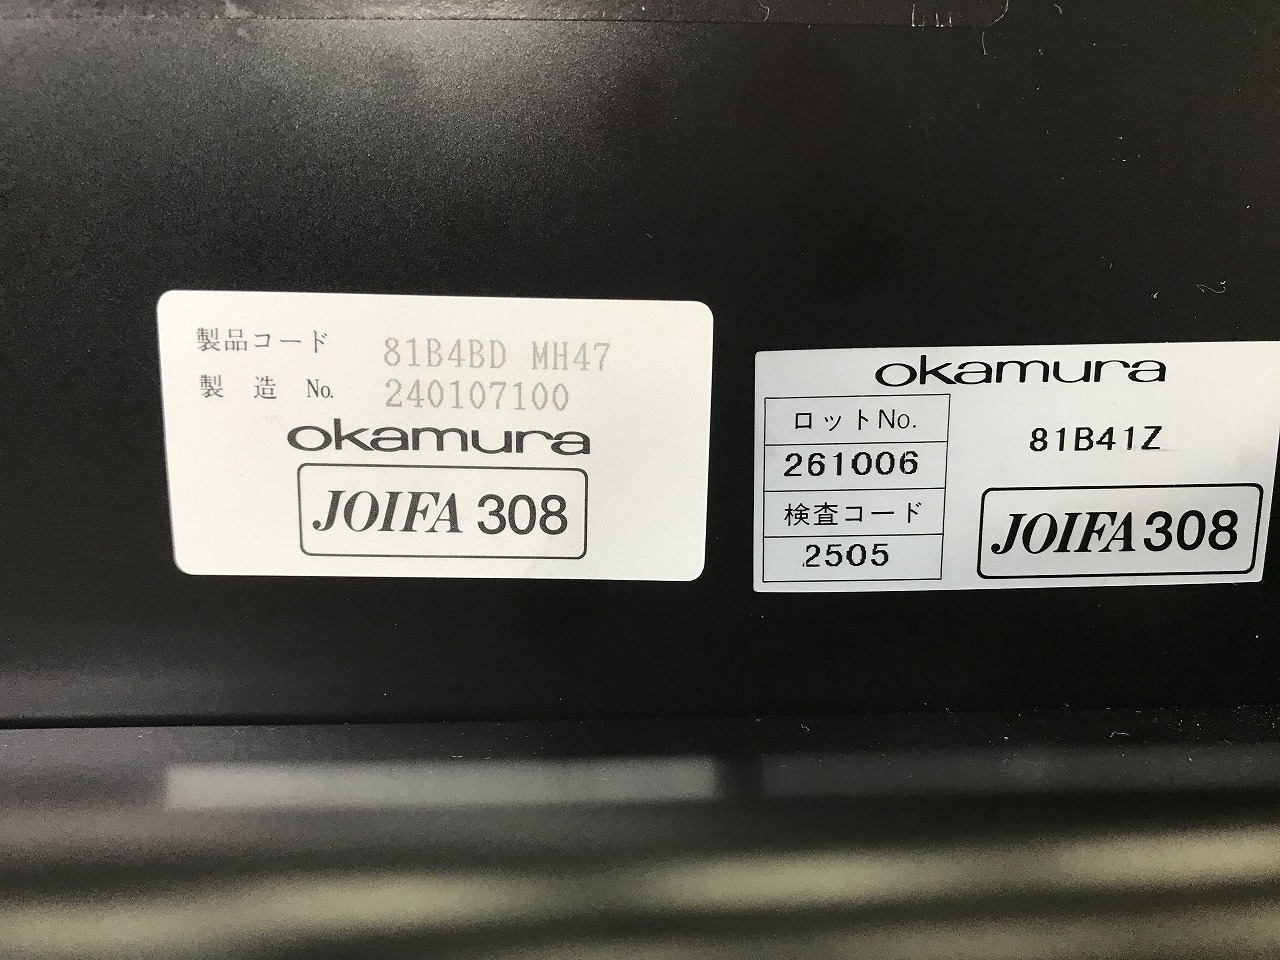 製品コード 81B4BD MH47
製造 No. 240107100
okamura
JOIFA 308
okamura
ロットNo.
261006
検査コード
2505
81B41Z
JOIFA 308